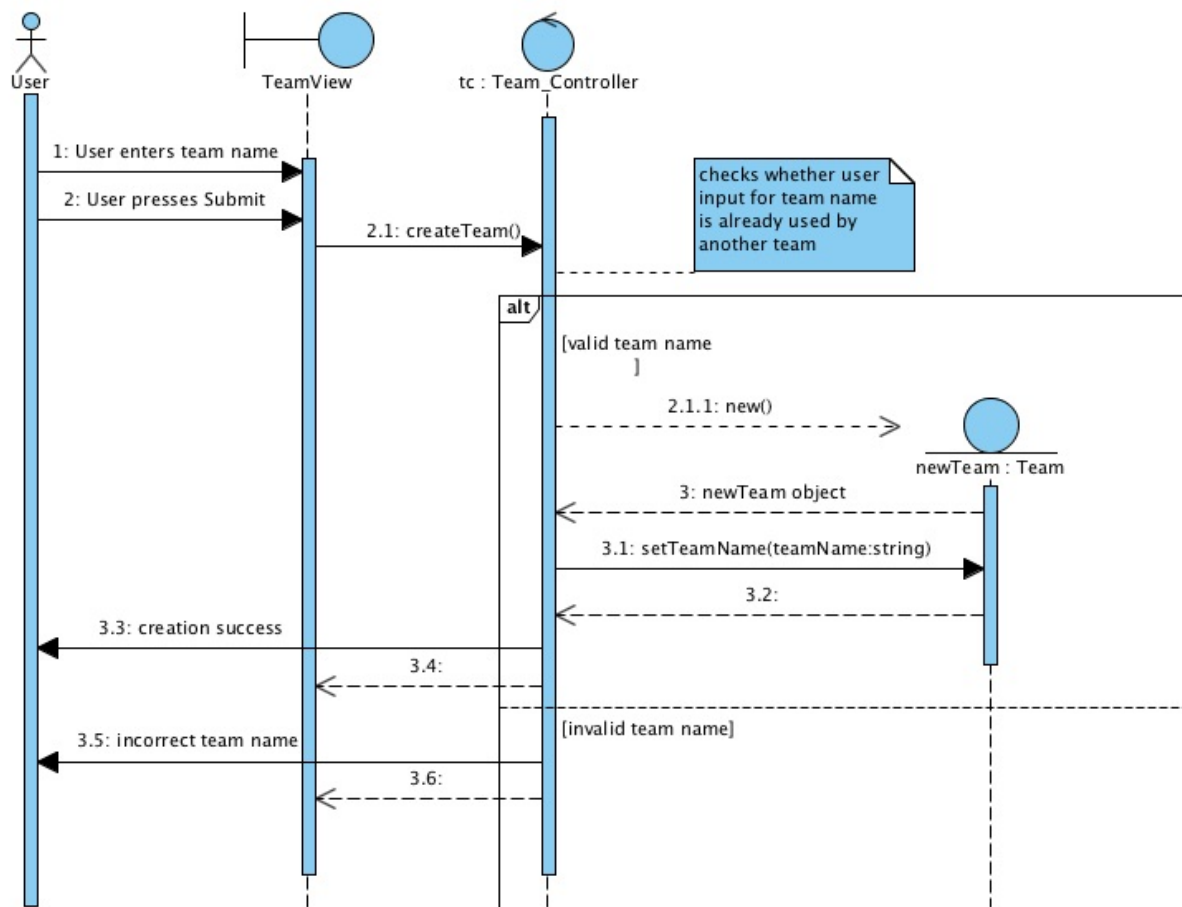 User
TeamView
tc : Team_Controller
1: User enters team name
2: User presses Submit
2.1: createTeam()
checks whether user
input for team name
is already used by
another team
alt
[valid team name
]
2.1.1: new()
newTeam : Team
3: newTeam object
3.1: setTeamName(teamName:string)
3.2:
3.3: creation success
3.4:
[invalid team name]
3.5: incorrect team name
3.6: